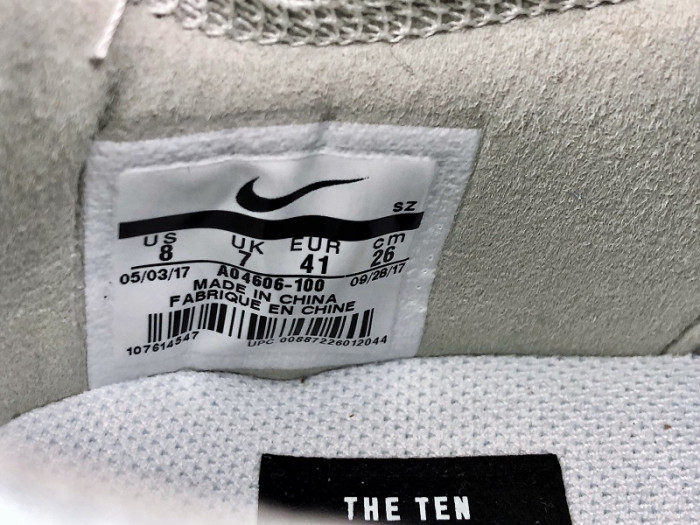 SZ
US UK EUR cm
8 7 41 26
05/03/17 A04606-100 09/28/17
MADE IN CHINA
FABRIQUE EN CHINE
107614547 UPC 00887226012044
THE TEN